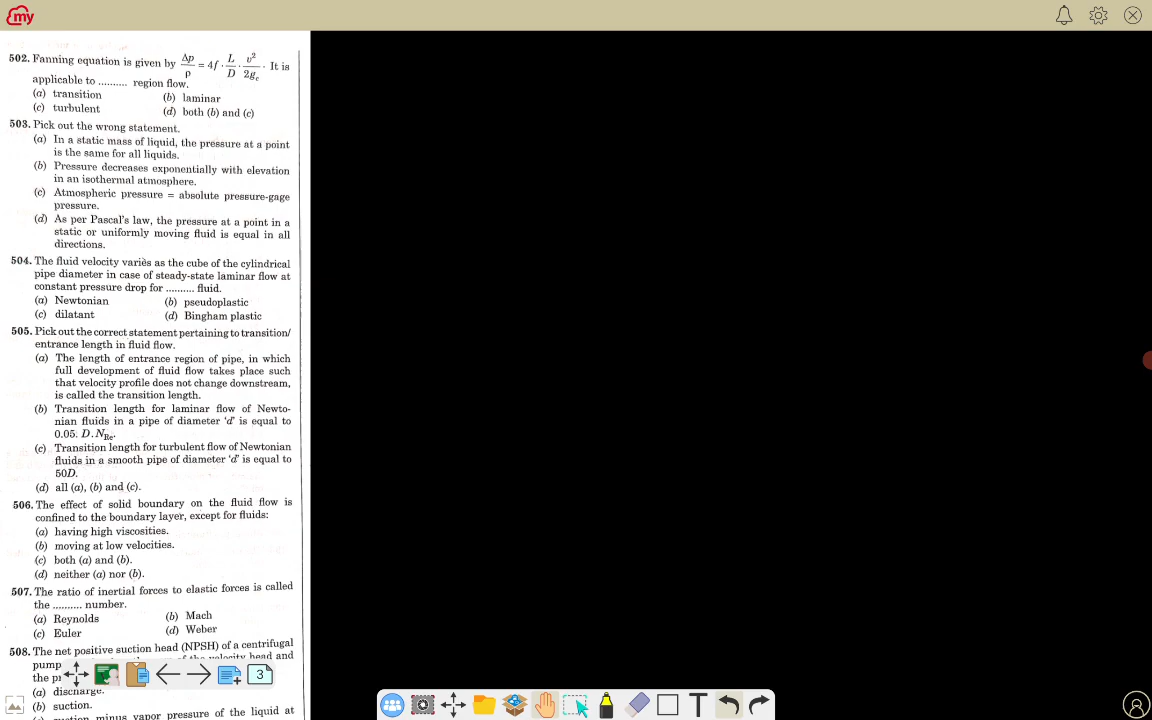 my
502. Fanning equation is given by Δp/ρ = 4f · L/D · v²/2g_c . It is
applicable to .......... region flow.
(a) transition (b) laminar
(c) turbulent (d) both (b) and (c)
503. Pick out the wrong statement.
(a) In a static mass of liquid, the pressure at a point
is the same for all liquids.
(b) Pressure decreases exponentially with elevation
in an isothermal atmosphere.
(c) Atmospheric pressure = absolute pressure-gage
pressure.
(d) As per Pascal's law, the pressure at a point in a
static or uniformly moving fluid is equal in all
directions.
504. The fluid velocity varies as the cube of the cylindrical
pipe diameter in case of steady-state laminar flow at
constant pressure drop for .......... fluid.
(a) Newtonian (b) pseudoplastic
(c) dilatant (d) Bingham plastic
505. Pick out the correct statement pertaining to transition/
entrance length in fluid flow.
(a) The length of entrance region of pipe, in which
full development of fluid flow takes place such
that velocity profile does not change downstream,
is called the transition length.
(b) Transition length for laminar flow of Newto-
nian fluids in a pipe of diameter 'd' is equal to
0.05. D.N_Re.
(c) Transition length for turbulent flow of Newtonian
fluids in a smooth pipe of diameter 'd' is equal to
50D.
(d) all (a), (b) and (c).
506. The effect of solid boundary on the fluid flow is
confined to the boundary layer, except for fluids:
(a) having high viscosities.
(b) moving at low velocities.
(c) both (a) and (b).
(d) neither (a) nor (b).
507. The ratio of inertial forces to elastic forces is called
the .......... number.
(a) Reynolds (b) Mach
(c) Euler (d) Weber
508. The net positive suction head (NPSH) of a centrifugal
pump velocity head and
the
3
(a) discharge.
(b) suction.
suction minus vapor pressure of the liquid at
T